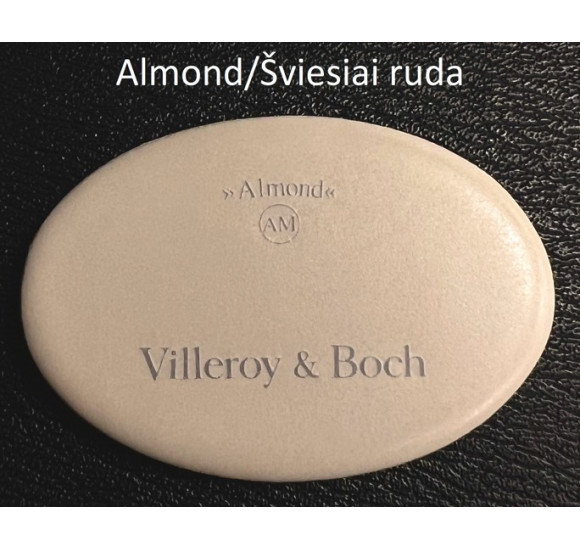 Almond/Šviesiai ruda
»Almond«
AM
Villeroy & Boch